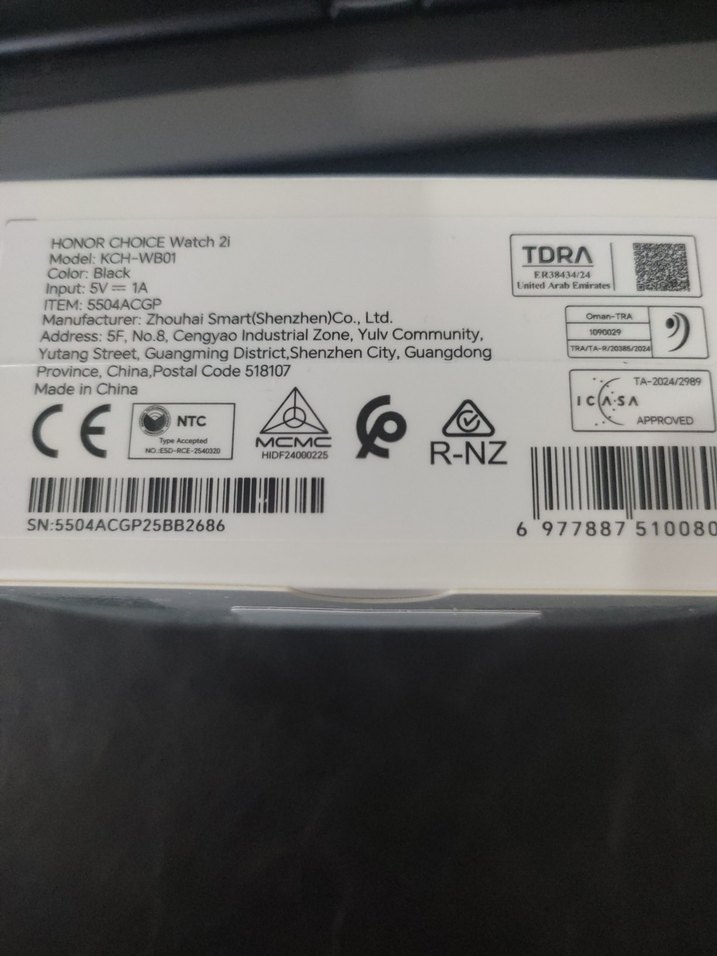 HONOR CHOICE Watch 2i
Model: KCH-WB01
Color: Black
Input: 5V ⎓ 1A
ITEM: 5504ACGP
Manufacturer: Zhouhai Smart(Shenzhen)Co., Ltd.
Address: 5F, No.8, Cengyao Industrial Zone, Yulv Community,
Yutang Street, Guangming District,Shenzhen City, Guangdong
Province, China,Postal Code 518107
Made in China
TDRA
ER38434/24
United Arab Emirates
Oman-TRA
1090029
TRA/TA-R/20385/2024
TA-2024/2989
ICASA
APPROVED
CE
NTC
Type Accepted
NO.:ESD-RCE-2540320
MCMC
HIDF24000225
R-NZ
SN:5504ACGP25BB2686
6 977887 510080